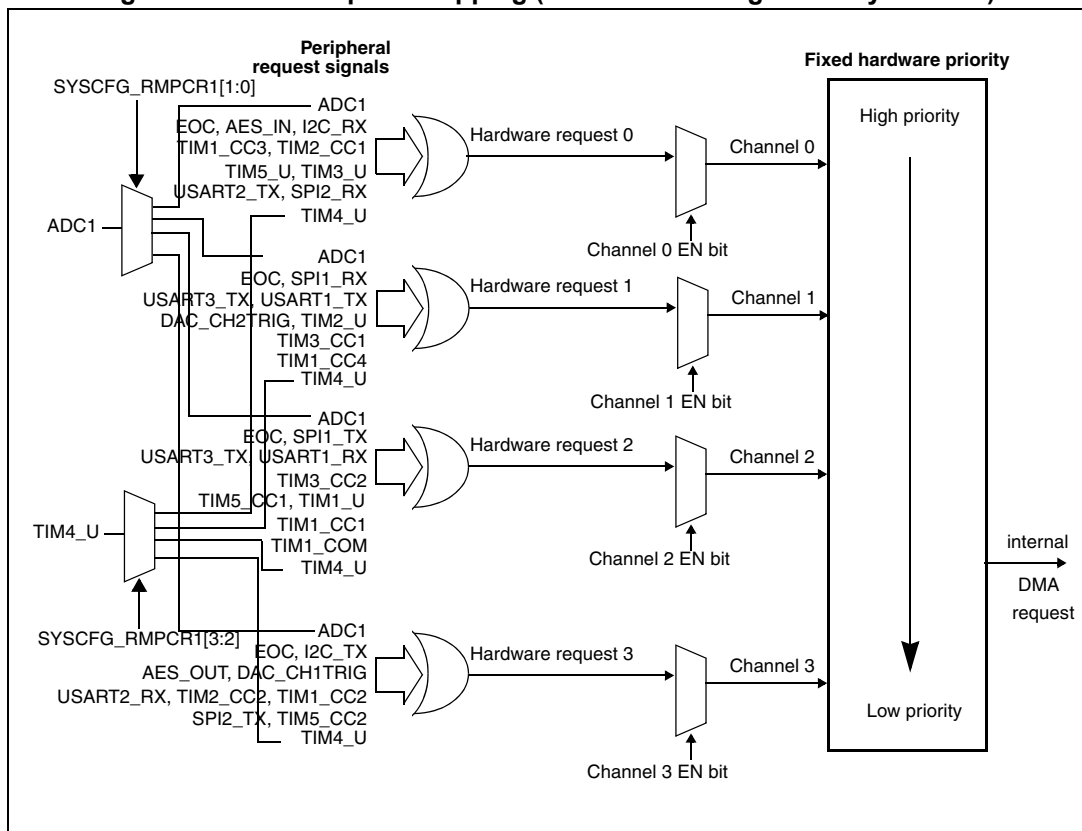 Peripheral
request signals
Fixed hardware priority
SYSCFG_RMPCR1[1:0]
ADC1
EOC, AES_IN, I2C_RX
TIM1_CC3, TIM2_CC1
TIM5_U, TIM3_U
USART2_TX, SPI2_RX
TIM4_U
Hardware request 0
Channel 0
Channel 0 EN bit
High priority
ADC1
ADC1
EOC, SPI1_RX
USART3_TX, USART1_TX
DAC_CH2TRIG, TIM2_U
TIM3_CC1
TIM1_CC4
TIM4_U
Hardware request 1
Channel 1
Channel 1 EN bit
ADC1
EOC, SPI1_TX
USART3_TX, USART1_RX
TIM3_CC2
TIM5_CC1, TIM1_U
TIM1_CC1
TIM1_COM
TIM4_U
Hardware request 2
Channel 2
Channel 2 EN bit
TIM4_U
SYSCFG_RMPCR1[3:2]
internal
DMA
request
ADC1
EOC, I2C_TX
AES_OUT, DAC_CH1TRIG
USART2_RX, TIM2_CC2, TIM1_CC2
SPI2_TX, TIM5_CC2
TIM4_U
Hardware request 3
Channel 3
Channel 3 EN bit
Low priority